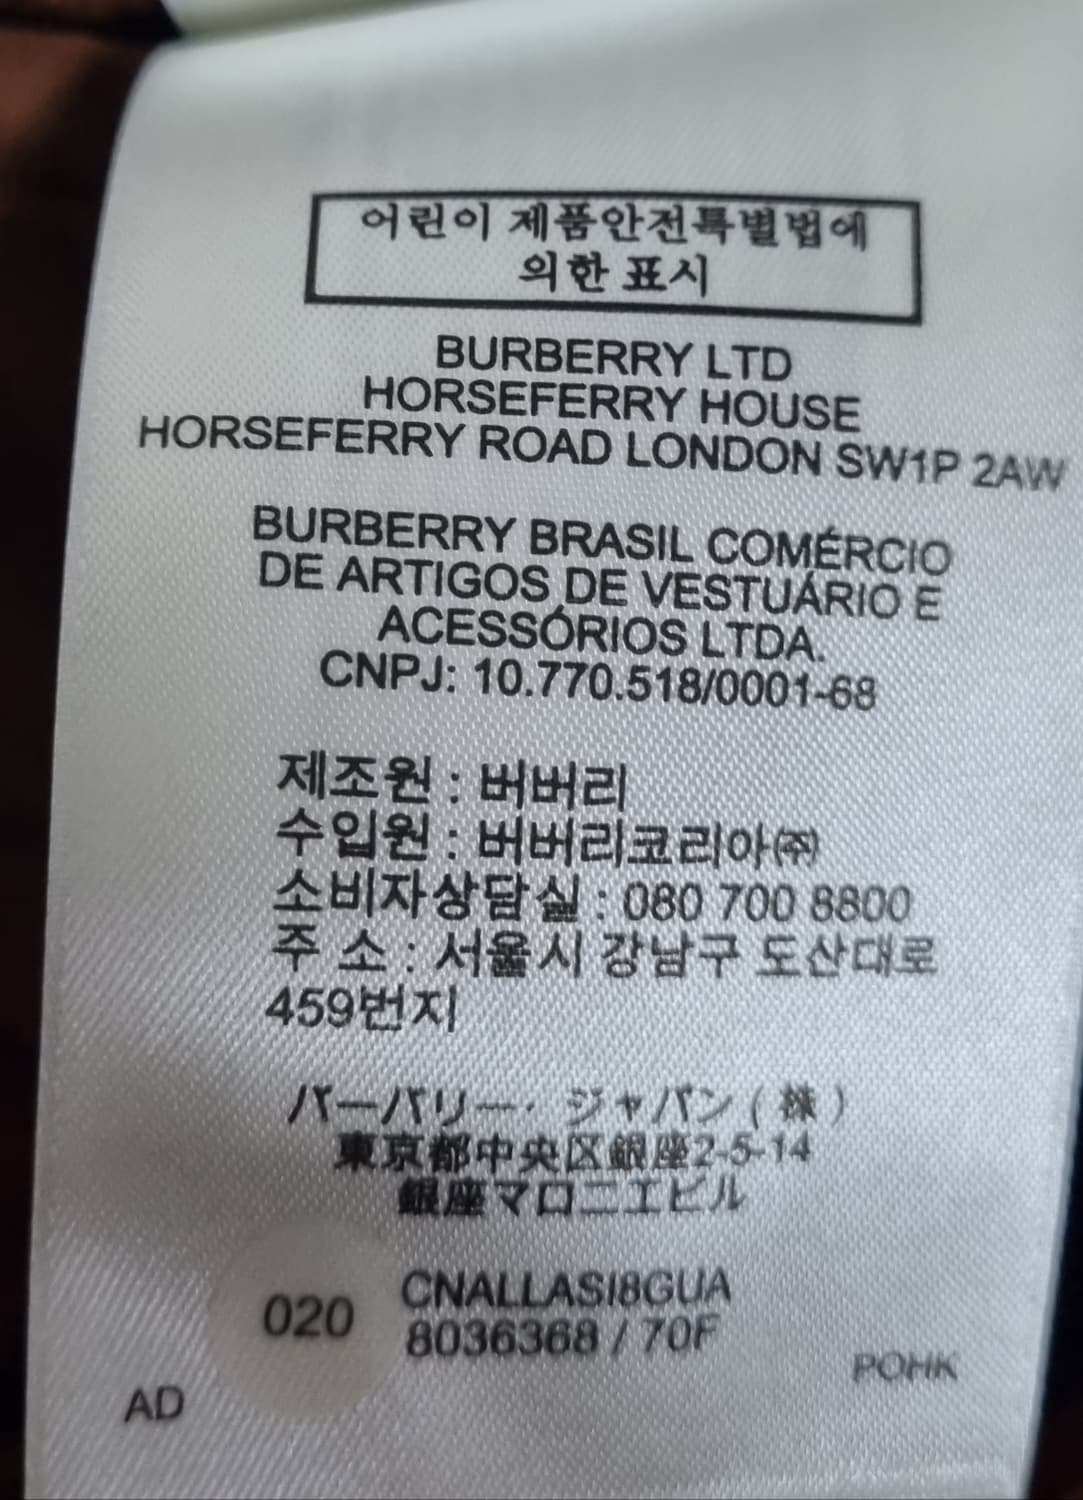 어린이 제품안전특별법에
의한 표시
BURBERRY LTD
HORSEFERRY HOUSE
HORSEFERRY ROAD LONDON SW1P 2AW
BURBERRY BRASIL COMÉRCIO
DE ARTIGOS DE VESTUÁRIO E
ACESSÓRIOS LTDA.
CNPJ: 10.770.518/0001-68
제조원 : 버버리
수입원 : 버버리코리아㈜
소비자상담실 : 080 700 8800
주 소 : 서울시 강남구 도산대로
459번지
バーバリー・ジャパン(株)
東京都中央区銀座2-5-14
銀座マロニエビル
020
CNALLASI8GUA
8036368 / 70F
POHK
AD